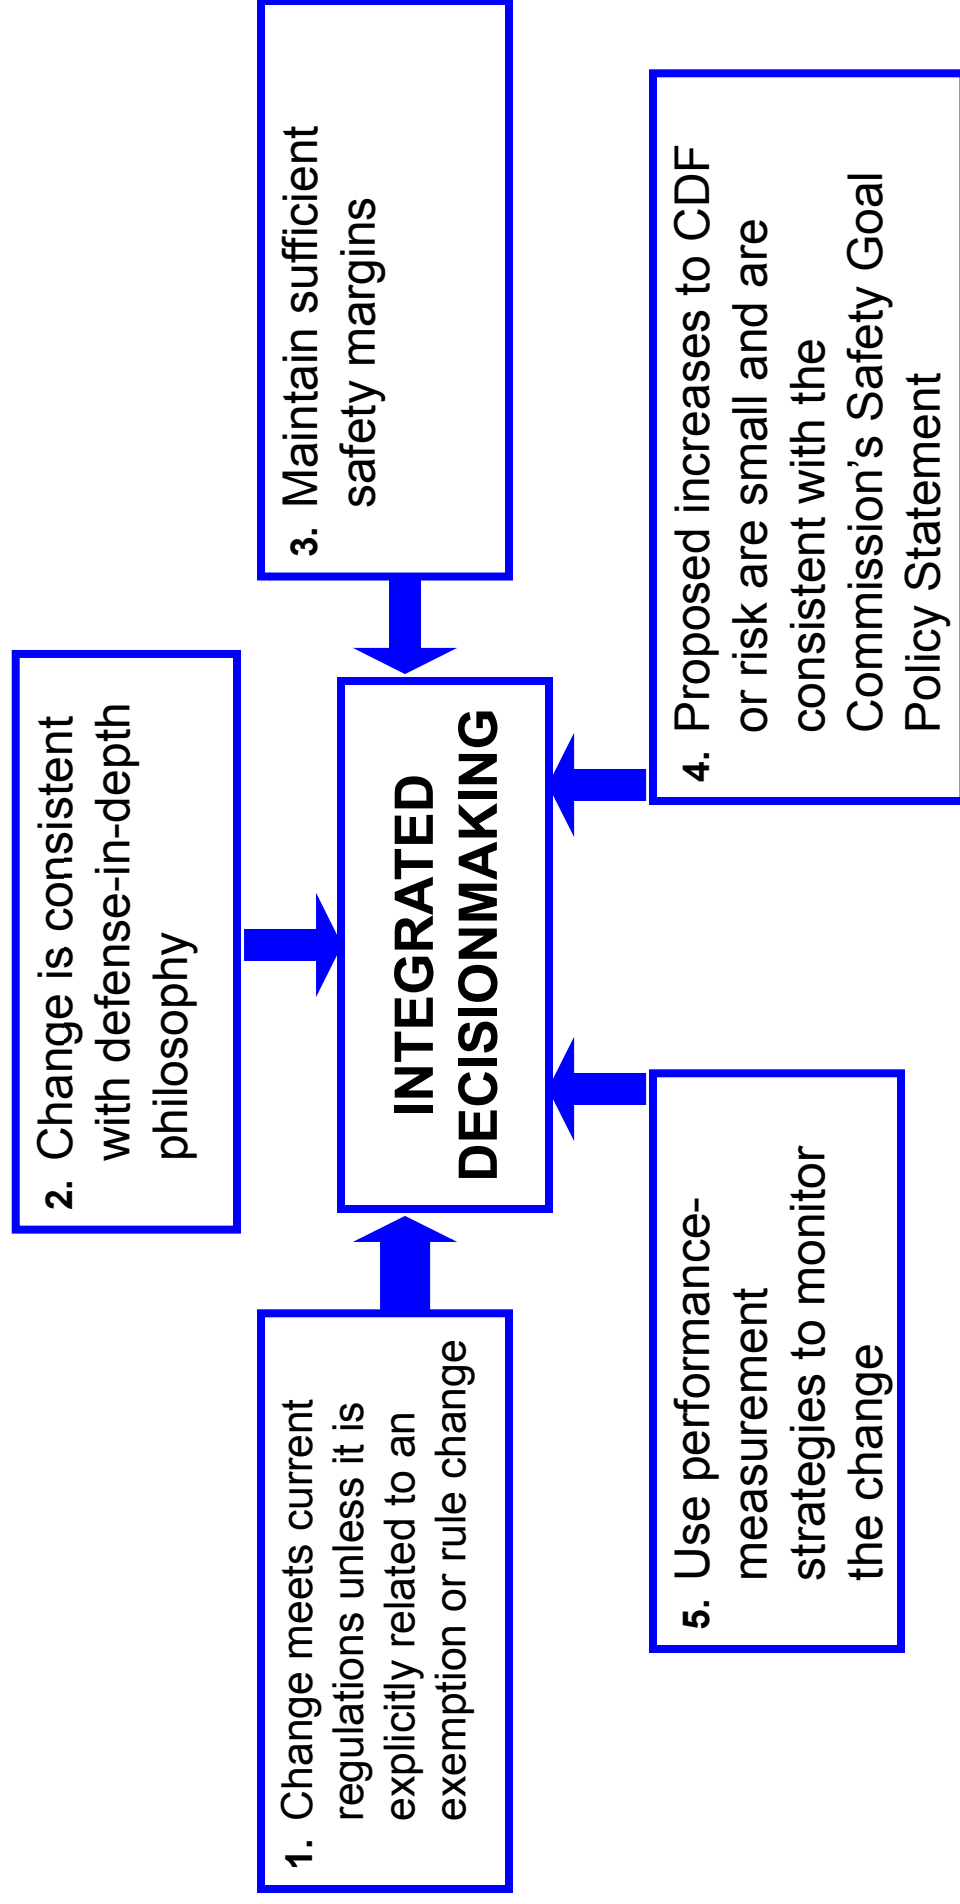 1. Change meets current
regulations unless it is
explicitly related to an
exemption or rule change
2. Change is consistent
with defense-in-depth
philosophy
3. Maintain sufficient
safety margins
INTEGRATED
DECISIONMAKING
4. Proposed increases to CDF
or risk are small and are
consistent with the
Commission's Safety Goal
Policy Statement
5. Use performance-
measurement
strategies to monitor
the change